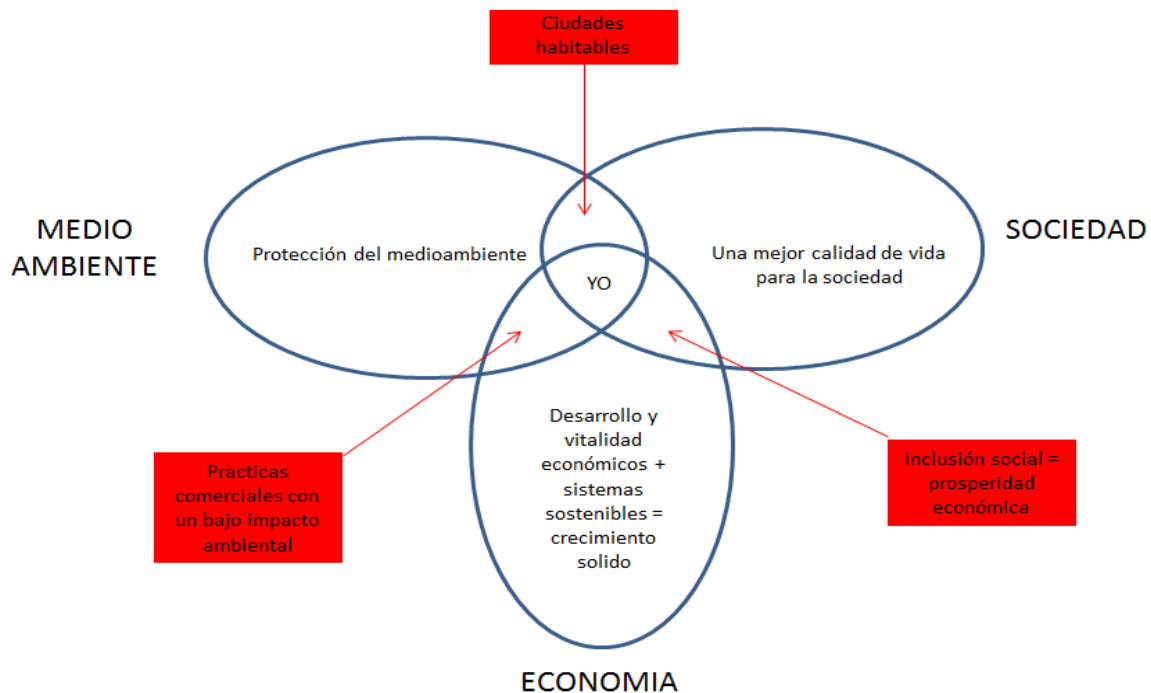 Ciudades
habitables
MEDIO
AMBIENTE
SOCIEDAD
Protección del medioambiente
Una mejor calidad de vida
para la sociedad
YO
Desarrollo y
vitalidad
económicos +
sistemas
sostenibles =
crecimiento
solido
Practicas
comerciales con
un bajo impacto
ambiental
Inclusión social =
prosperidad
económica
ECONOMIA